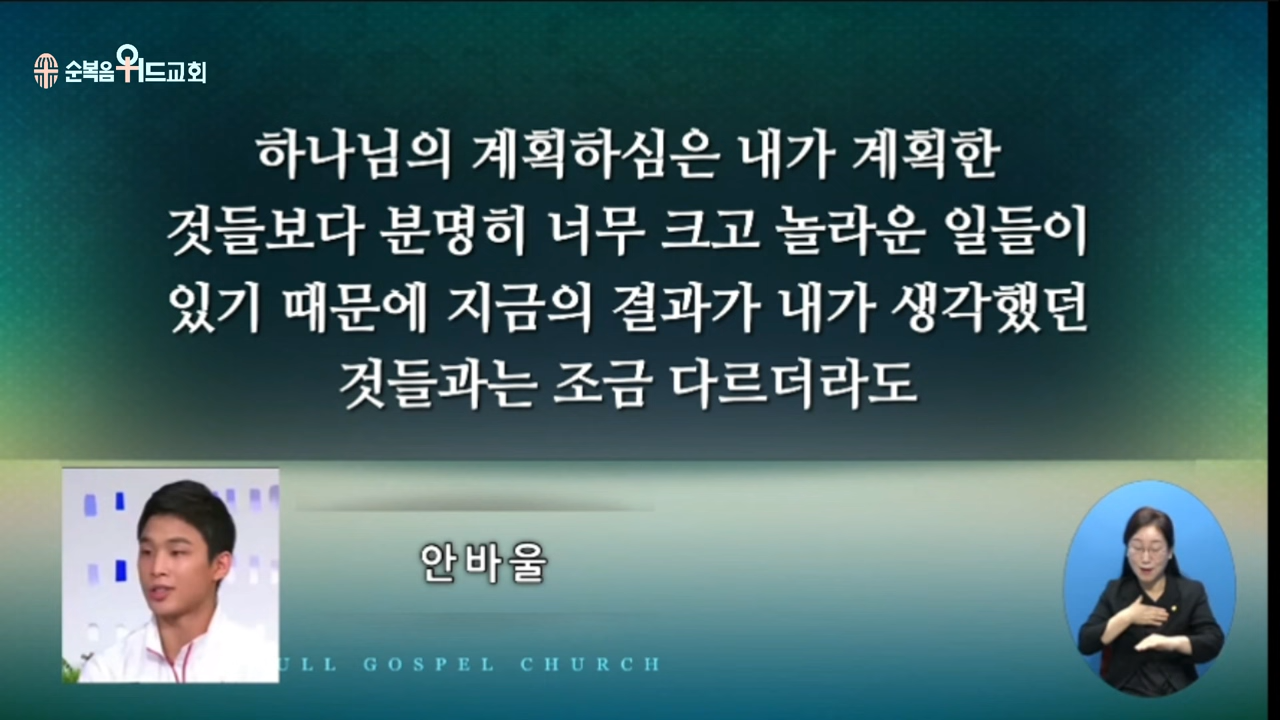 순복음위드교회
하나님의 계획하심은 내가 계획한
것들보다 분명히 너무 크고 놀라운 일들이
있기 때문에 지금의 결과가 내가 생각했던
것들과는 조금 다르더라도
안바울
ULL GOSPEL CHURCH